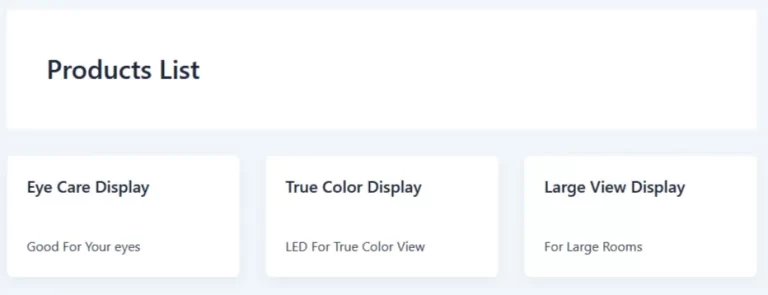 Products List
Eye Care Display
True Color Display
Large View Display
Good For Your eyes
LED For True Color View
For Large Rooms